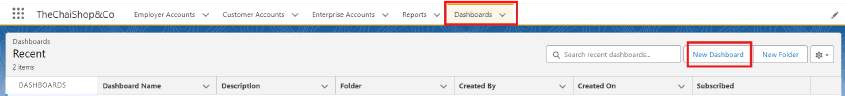 TheChaiShop&Co Employer Accounts Customer Accounts Enterprise Accounts Reports Dashboards
Dashboards
Recent
2 items
Search recent dashboards...
New Dashboard
New Folder
DASHBOARDS Dashboard Name Description Folder Created By Created On Subscribed